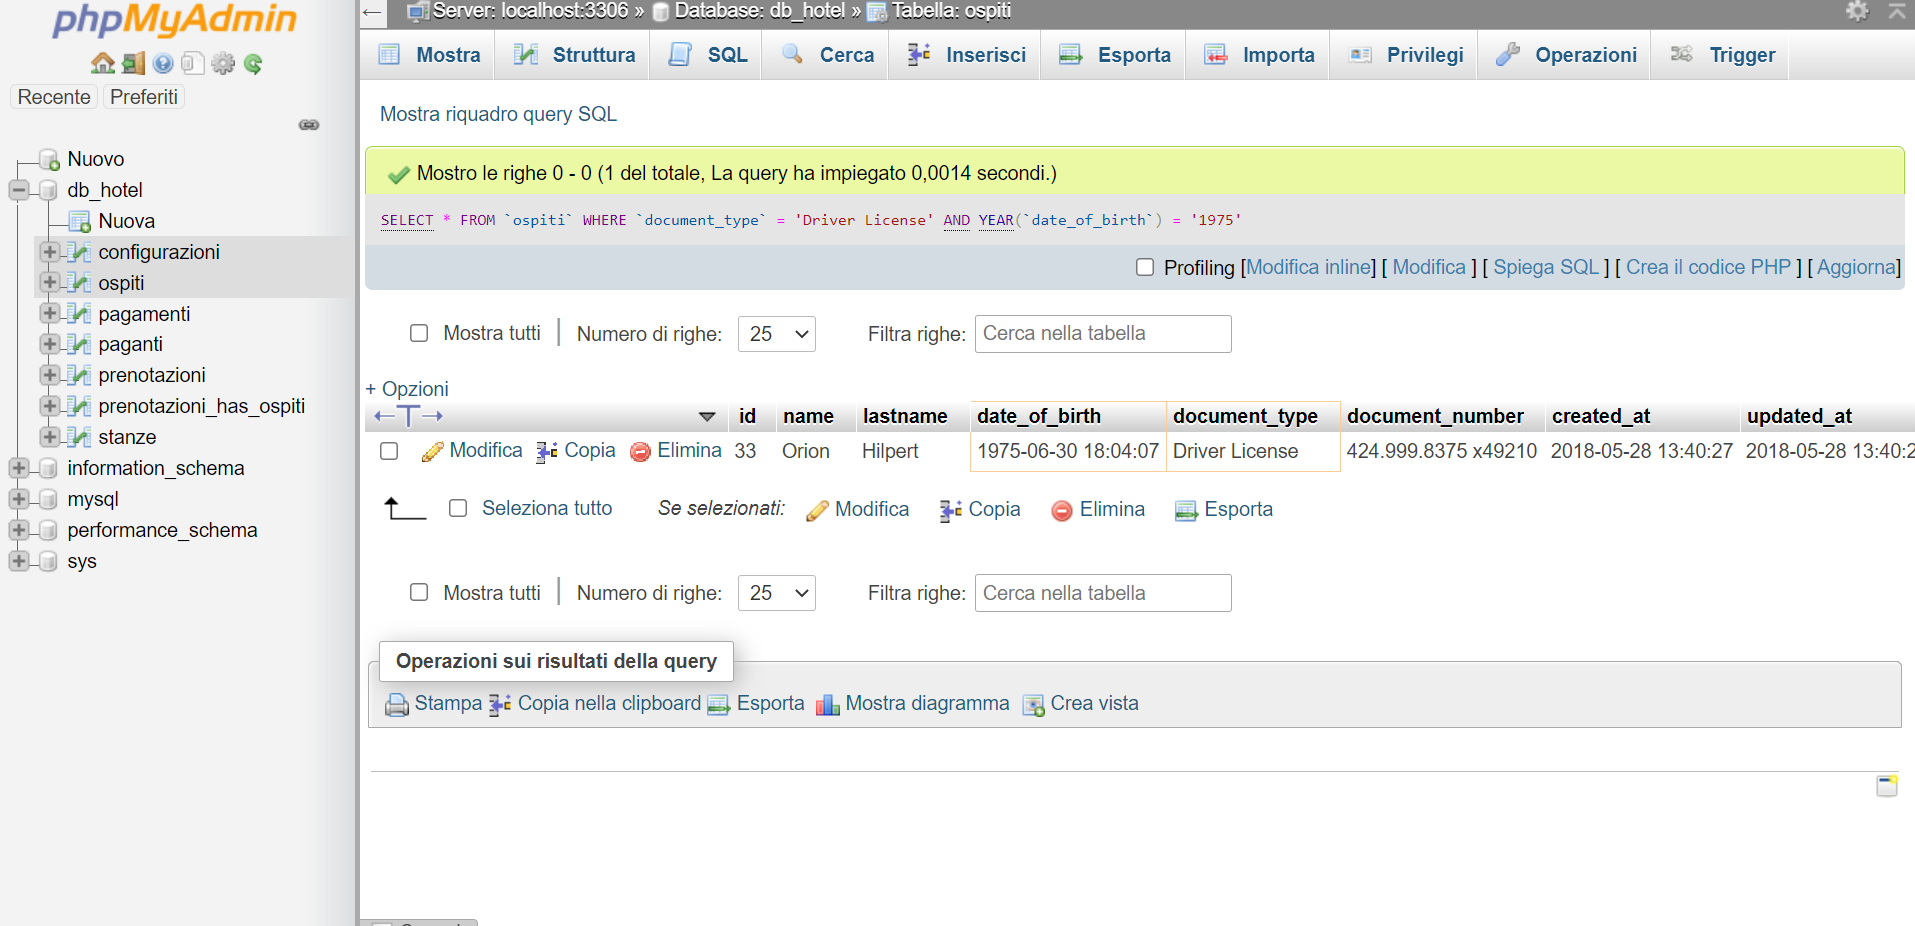 phpMyAdmin
Recente Preferiti
Nuovo
db_hotel
Nuova
configurazioni
ospiti
pagamenti
paganti
prenotazioni
prenotazioni_has_ospiti
stanze
information_schema
mysql
performance_schema
sys
Server: localhost:3306 » Database: db_hotel » Tabella: ospiti
Mostra Struttura SQL Cerca Inserisci Esporta Importa Privilegi Operazioni Trigger
Mostra riquadro query SQL
Mostro le righe 0 - 0 (1 del totale, La query ha impiegato 0,0014 secondi.)
SELECT * FROM `ospiti` WHERE `document_type` = 'Driver License' AND YEAR(`date_of_birth`) = '1975'
Profiling [Modifica inline] [ Modifica ] [ Spiega SQL ] [ Crea il codice PHP ] [ Aggiorna]
Mostra tutti | Numero di righe: 25 Filtra righe: Cerca nella tabella
+ Opzioni
←T→ id name lastname date_of_birth document_type document_number created_at updated_at
Modifica Copia Elimina 33 Orion Hilpert 1975-06-30 18:04:07 Driver License 424.999.8375 x49210 2018-05-28 13:40:27 2018-05-28 13:40:2
Seleziona tutto Se selezionati: Modifica Copia Elimina Esporta
Mostra tutti | Numero di righe: 25 Filtra righe: Cerca nella tabella
Operazioni sui risultati della query
Stampa Copia nella clipboard Esporta Mostra diagramma Crea vista